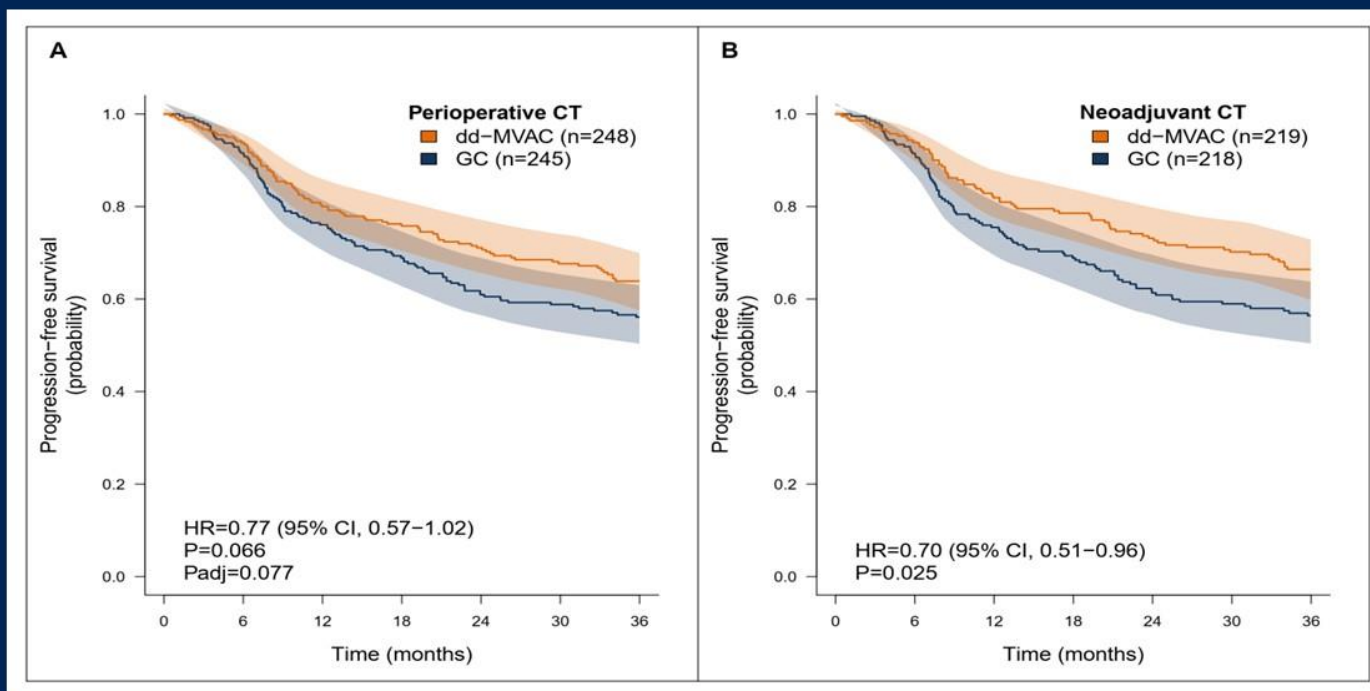 A
Perioperative CT
dd−MVAC (n=248)
GC (n=245)
1.0
0.8
0.6
0.4
0.2
0.0
Progression−free survival
(probability)
HR=0.77 (95% CI, 0.57−1.02)
P=0.066
Padj=0.077
0 6 12 18 24 30 36
Time (months)
B
Neoadjuvant CT
dd−MVAC (n=219)
GC (n=218)
1.0
0.8
0.6
0.4
0.2
0.0
Progression−free survival
(probability)
HR=0.70 (95% CI, 0.51−0.96)
P=0.025
0 6 12 18 24 30 36
Time (months)